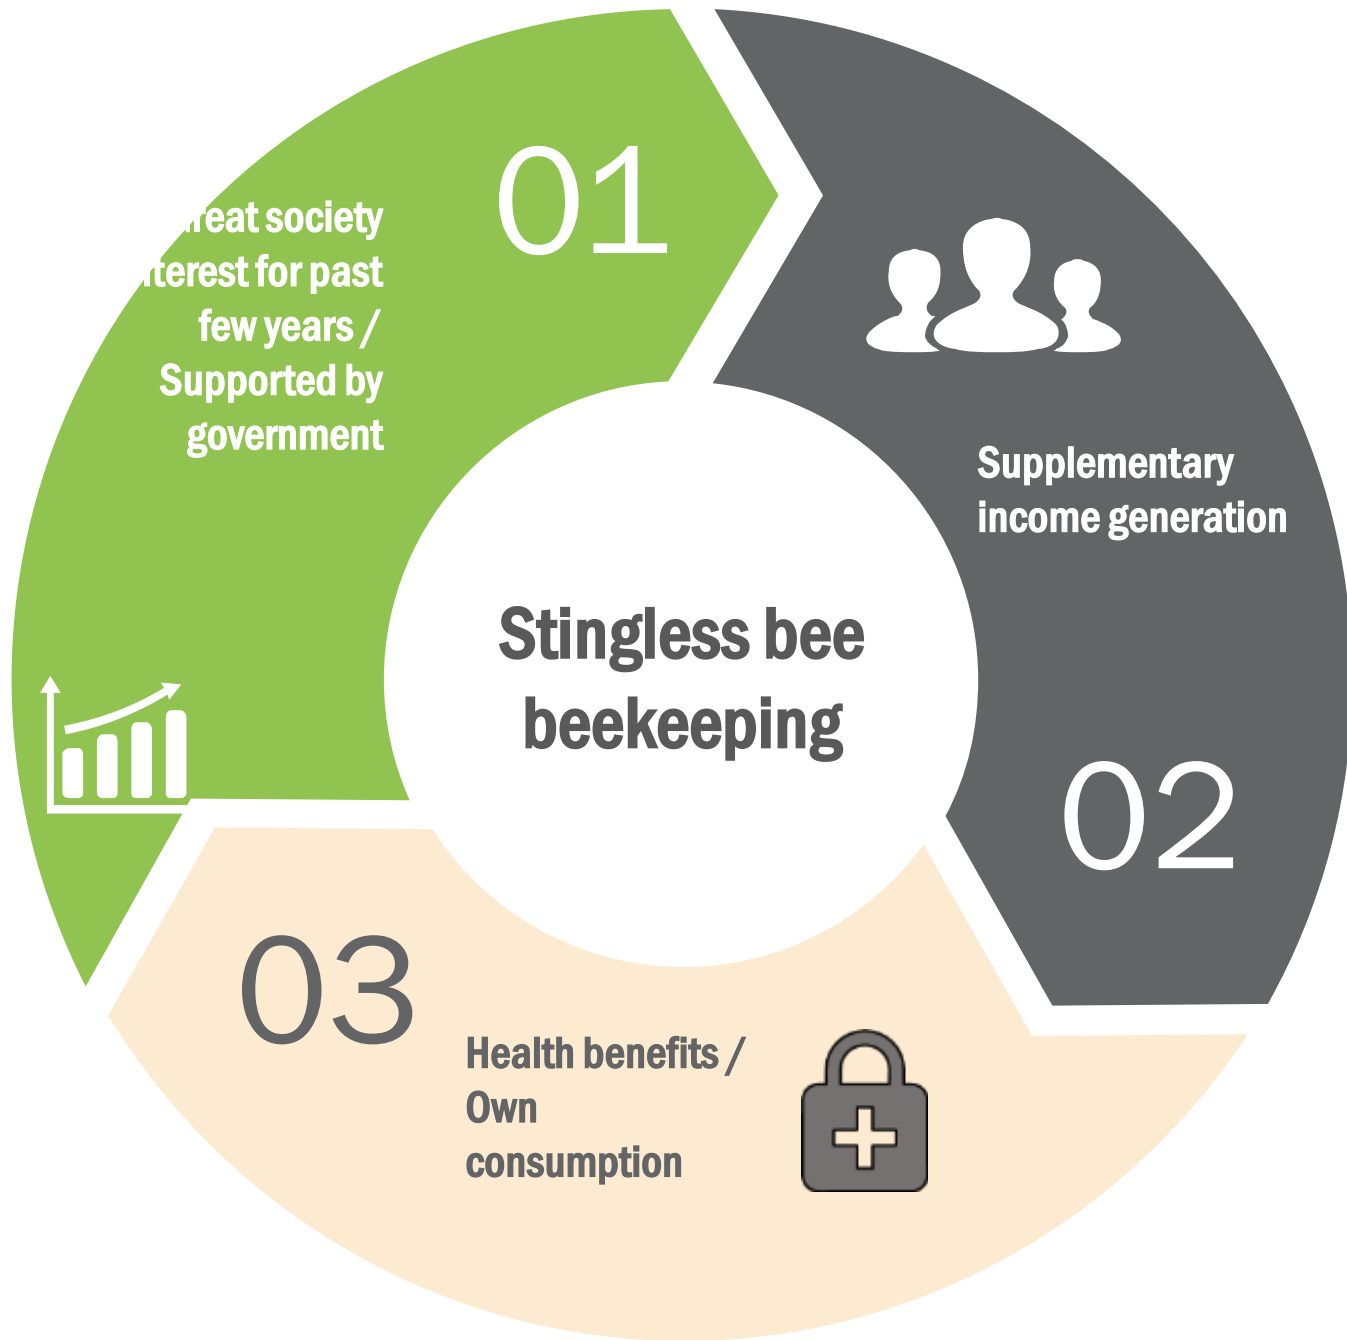 01
society
for past
few years /
Supported by
government
Supplementary
income generation
02
Stingless bee
beekeeping
03
Health benefits /
Own
consumption